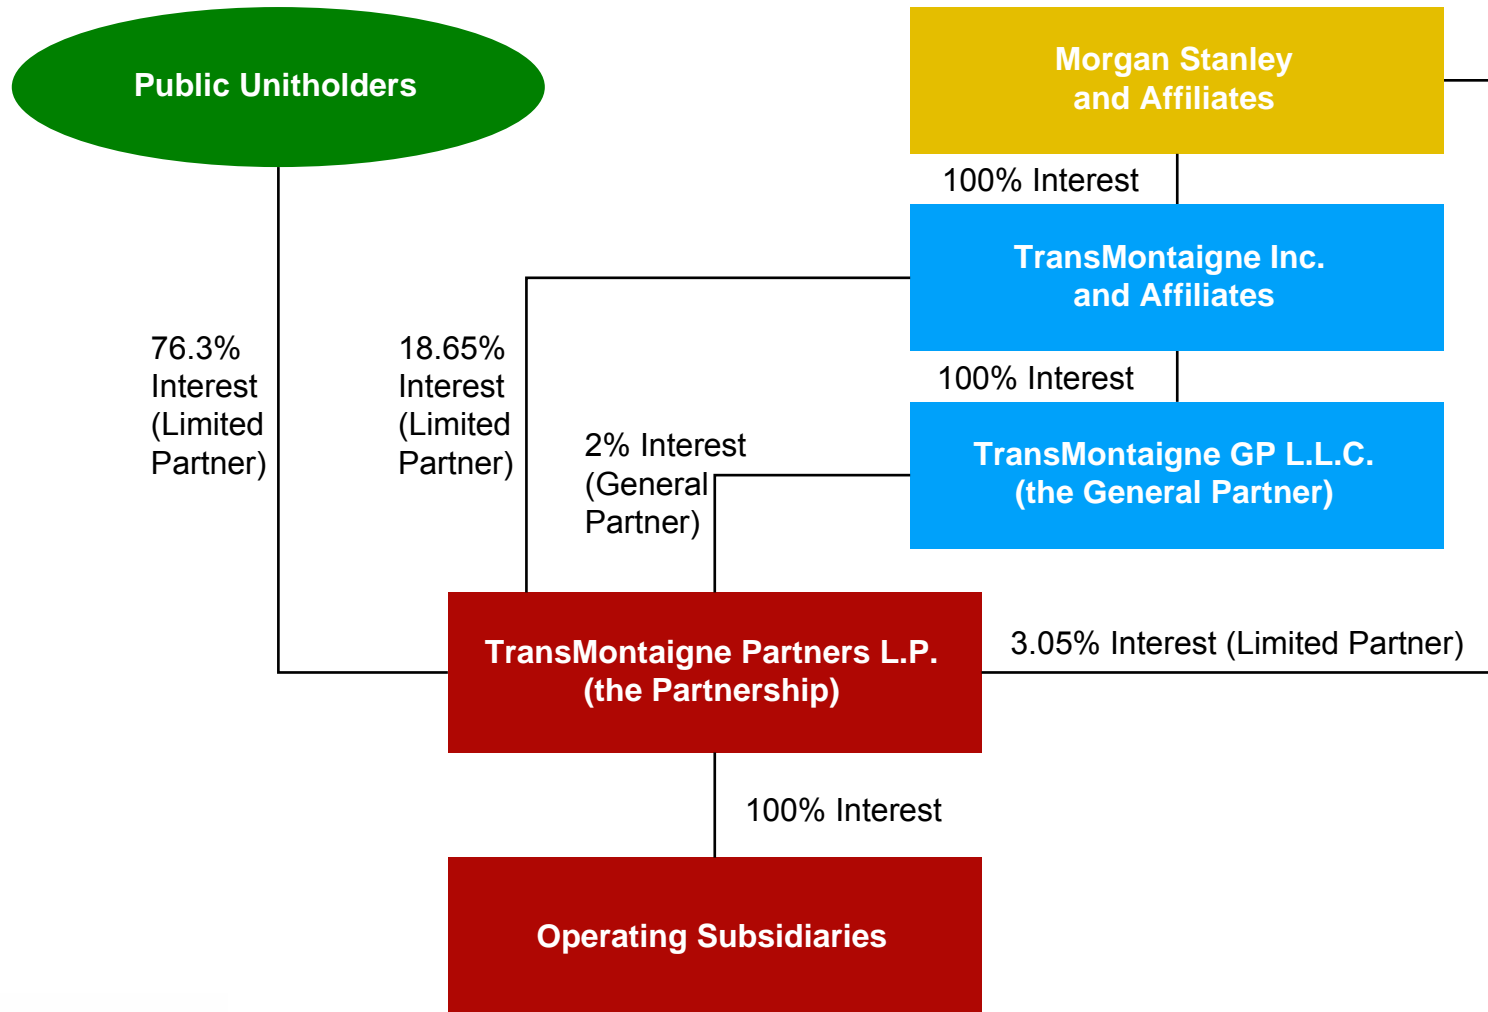 Public Unitholders
Morgan Stanley
and Affiliates
100% Interest
TransMontaigne Inc.
and Affiliates
76.3%
Interest
(Limited
Partner)
18.65%
Interest
(Limited
Partner)
100% Interest
2% Interest
(General
Partner)
TransMontaigne GP L.L.C.
(the General Partner)
TransMontaigne Partners L.P.
(the Partnership)
3.05% Interest (Limited Partner)
100% Interest
Operating Subsidiaries